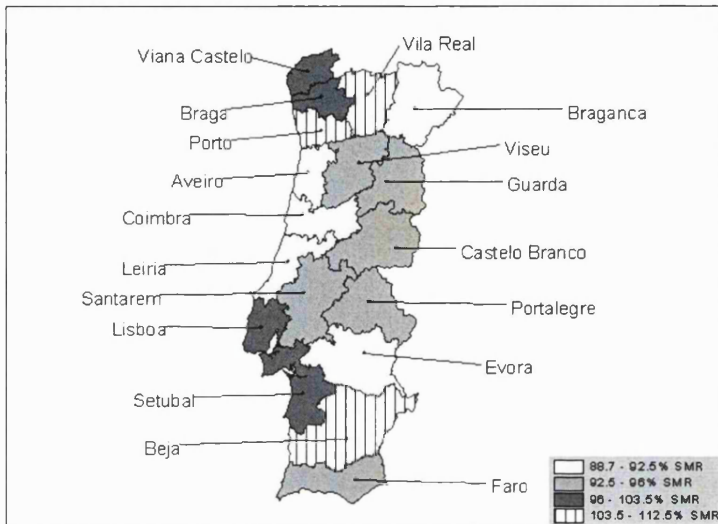 Viana Castelo
Vila Real
Braga
Braganca
Porto
Viseu
Aveiro
Guarda
Coimbra
Castelo Branco
Leiria
Santarem
Portalegre
Lisboa
Evora
Setubal
Beja
Faro
88.7 - 92.5% SMR
92.5 - 96% SMR
96 - 103.5% SMR
103.5 - 112.5% SMR